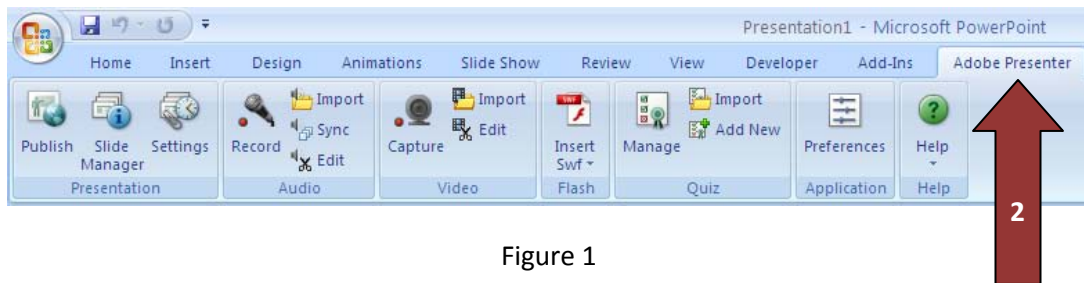 Presentation1 - Microsoft PowerPoint
Home Insert Design Animations Slide Show Review View Developer Add-Ins Adobe Presenter
Import Import Import
Sync Edit Add New
Publish Slide Manager Settings Record Edit Capture Insert Swf Manage Preferences Help
Presentation Audio Video Flash Quiz Application Help
2
Figure 1